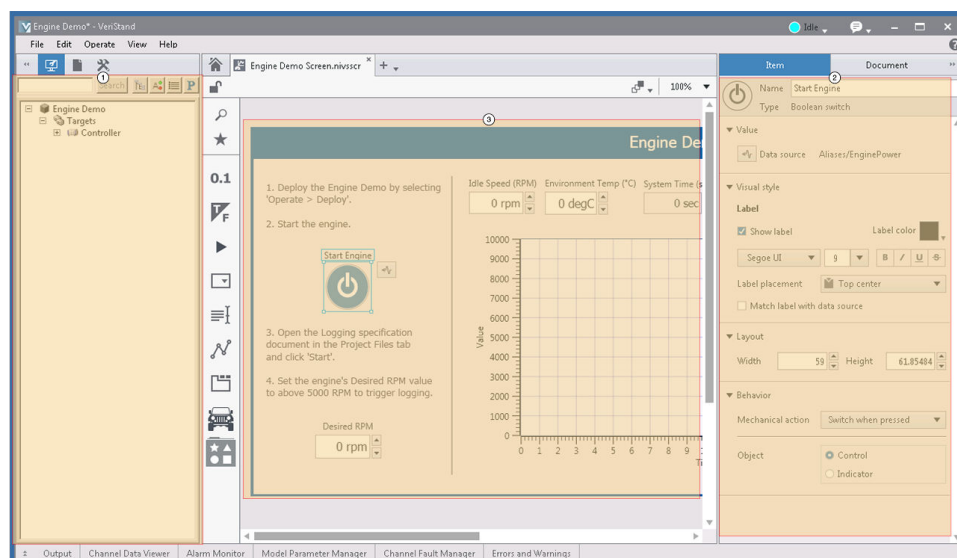 Engine Demo* - VeriStand
Idle
File Edit Operate View Help
Engine Demo Screen.nivsscr
Item
Document
1
Search
100%
2
Name Start Engine
Type Boolean switch
Engine Demo
Targets
Controller
3
Engine De
0.1
T/F
1. Deploy the Engine Demo by selecting
'Operate > Deploy'.
2. Start the engine.
Start Engine
3. Open the Logging specification
document in the Project Files tab
and click 'Start'.
4. Set the engine's Desired RPM value
to above 5000 RPM to trigger logging.
Desired RPM
0 rpm
Idle Speed (RPM) Environment Temp (°C) System Time (s
0 rpm 0 degC 0 sec
Value
10000
9000
8000
7000
6000
5000
4000
3000
2000
1000
0
0 1 2 3 4 5 6 7 8 9
Ti
Value
Data source Aliases/EnginePower
Visual style
Label
Show label
Label color
Segoe UI 9 B I U S
Label placement Top center
Match label with data source
Layout
Width 59 Height 61.85484
Behavior
Mechanical action Switch when pressed
Object Control
Indicator
Output Channel Data Viewer Alarm Monitor Model Parameter Manager Channel Fault Manager Errors and Warnings